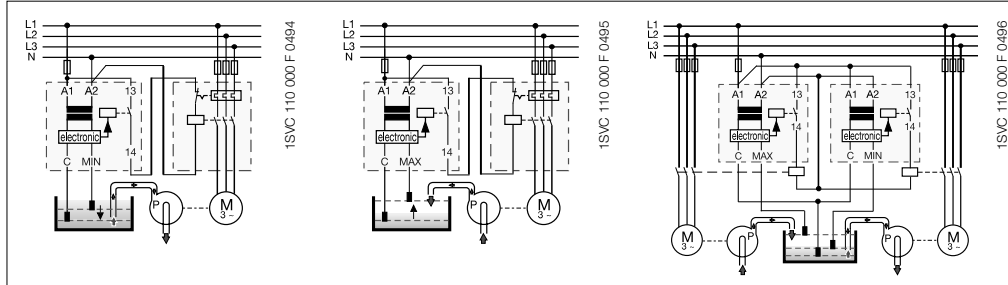 L1
L2
L3
N
A1 A2 13
electronic
14
C MIN
P
M
3 ~
1SVC 110 000 F 0494
L1
L2
L3
N
A1 A2 13
electronic
14
C MAX
P
M
3 ~
1SVC 110 000 F 0495
L1
L2
L3
N
A1 A2 13
A1 A2 13
electronic
14
electronic
14
C MAX
C MIN
M
3 ~
P
P
M
3 ~
1SVC 110 000 F 0496